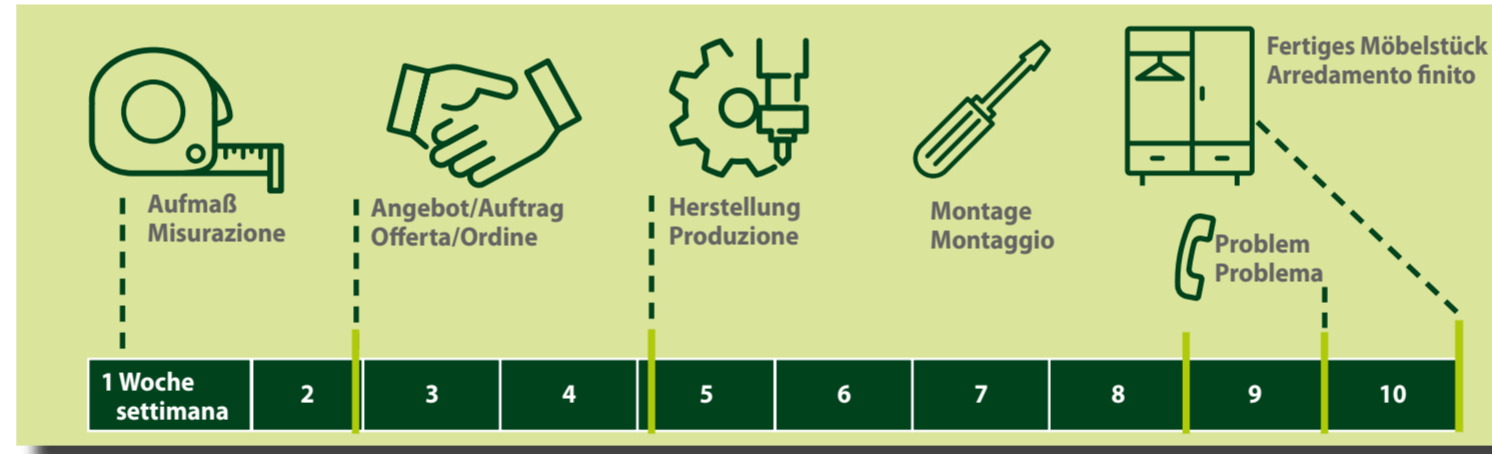 Aufmaß
Misurazione
Angebot/Auftrag
Offerta/Ordine
Herstellung
Produzione
Montage
Montaggio
Fertiges Möbelstück
Arredamento finito
Problem
Problema
1 Woche
settimana
2
3
4
5
6
7
8
9
10